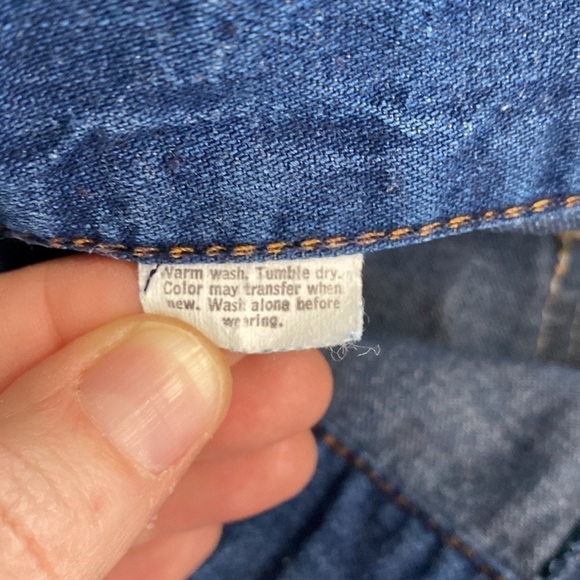 Warm wash. Tumble dry.
Color may transfer when
new. Wash alone before
wearing.